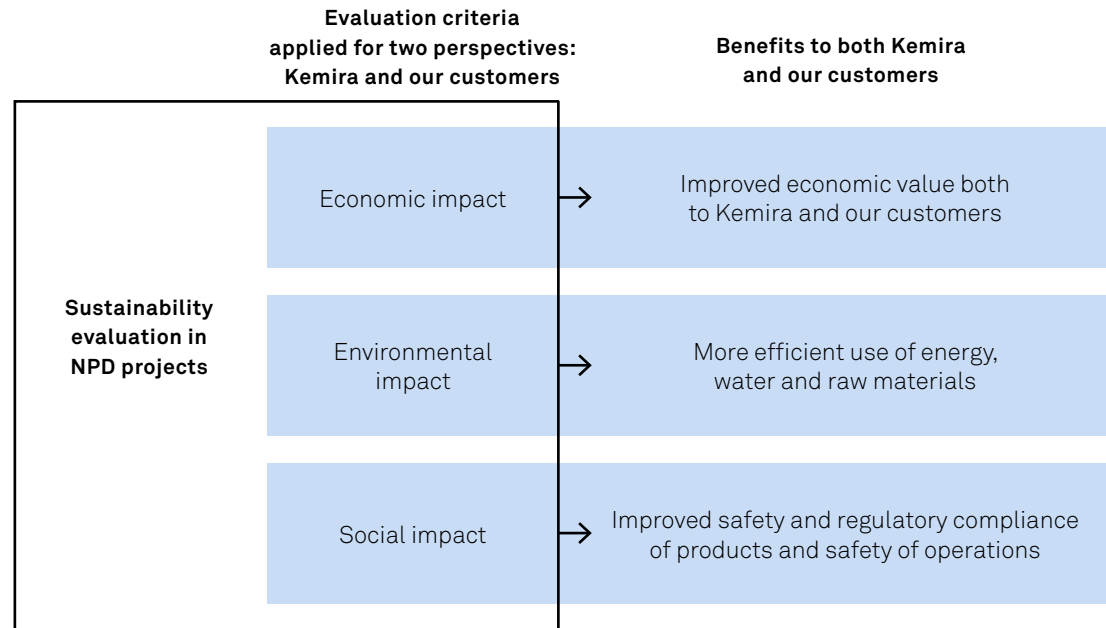 Evaluation criteria
applied for two perspectives:
Kemira and our customers
Benefits to both Kemira
and our customers
Sustainability
evaluation in
NPD projects
Economic impact
Improved economic value both
to Kemira and our customers
Environmental
impact
More efficient use of energy,
water and raw materials
Social impact
Improved safety and regulatory compliance
of products and safety of operations